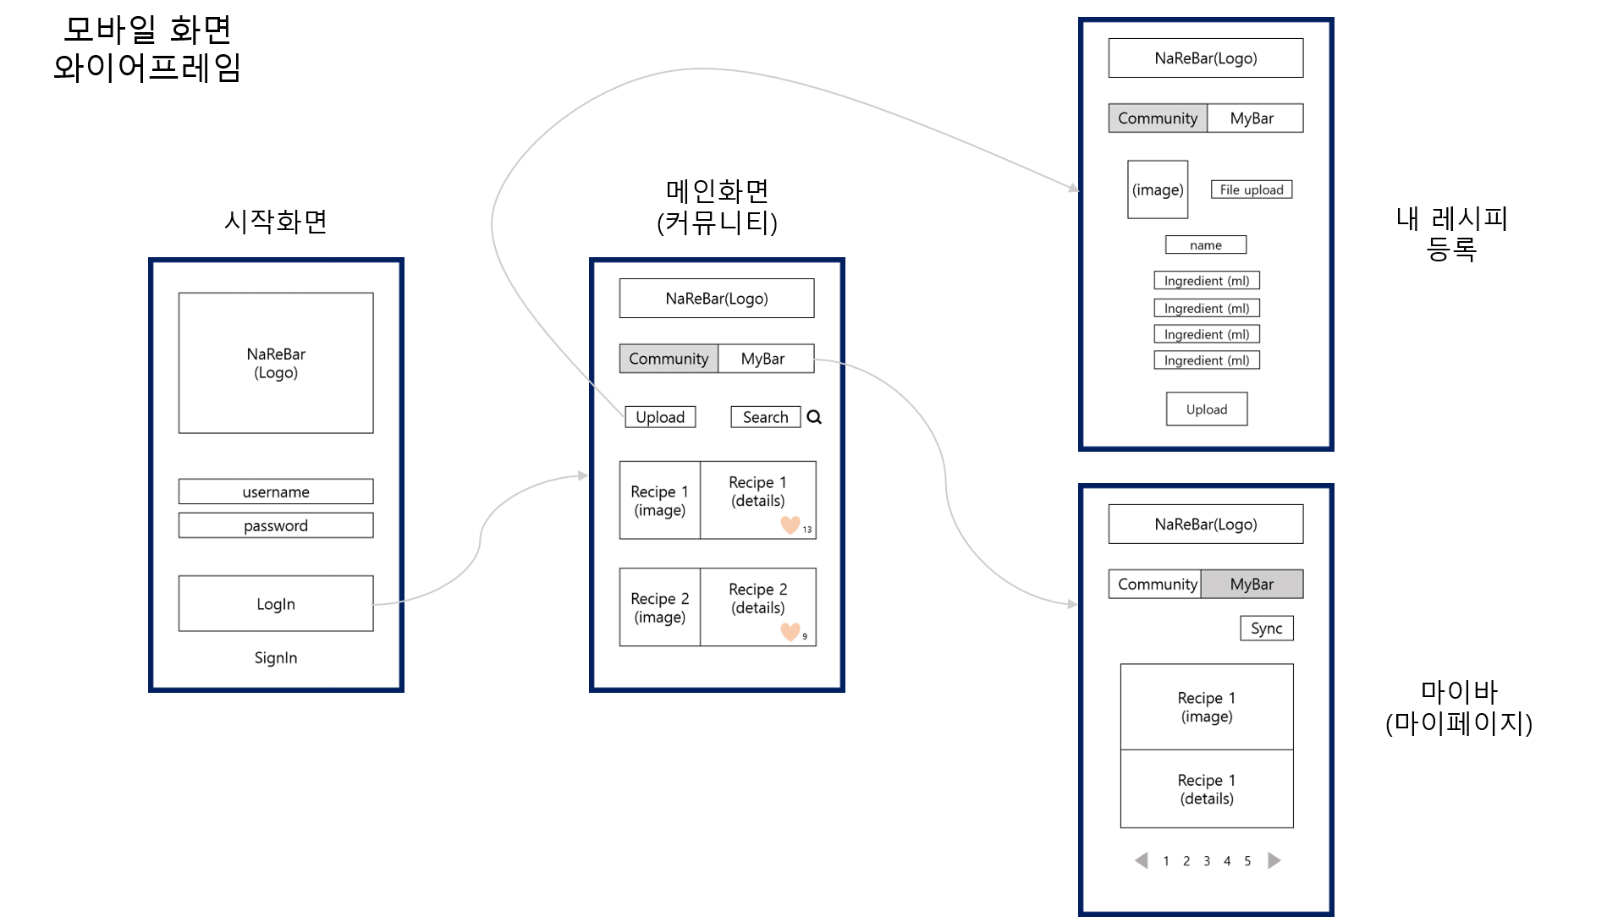 모바일 화면
와이어프레임
시작화면
NaReBar
(Logo)
username
password
LogIn
SignIn
메인화면
(커뮤니티)
NaReBar(Logo)
Community MyBar
Upload Search
Recipe 1
(image)
Recipe 1
(details)
13
Recipe 2
(image)
Recipe 2
(details)
9
NaReBar(Logo)
Community MyBar
(image) File upload
name
Ingredient (ml)
Ingredient (ml)
Ingredient (ml)
Ingredient (ml)
Upload
내 레시피
등록
NaReBar(Logo)
Community MyBar
Sync
Recipe 1
(image)
Recipe 1
(details)
1 2 3 4 5
마이바
(마이페이지)